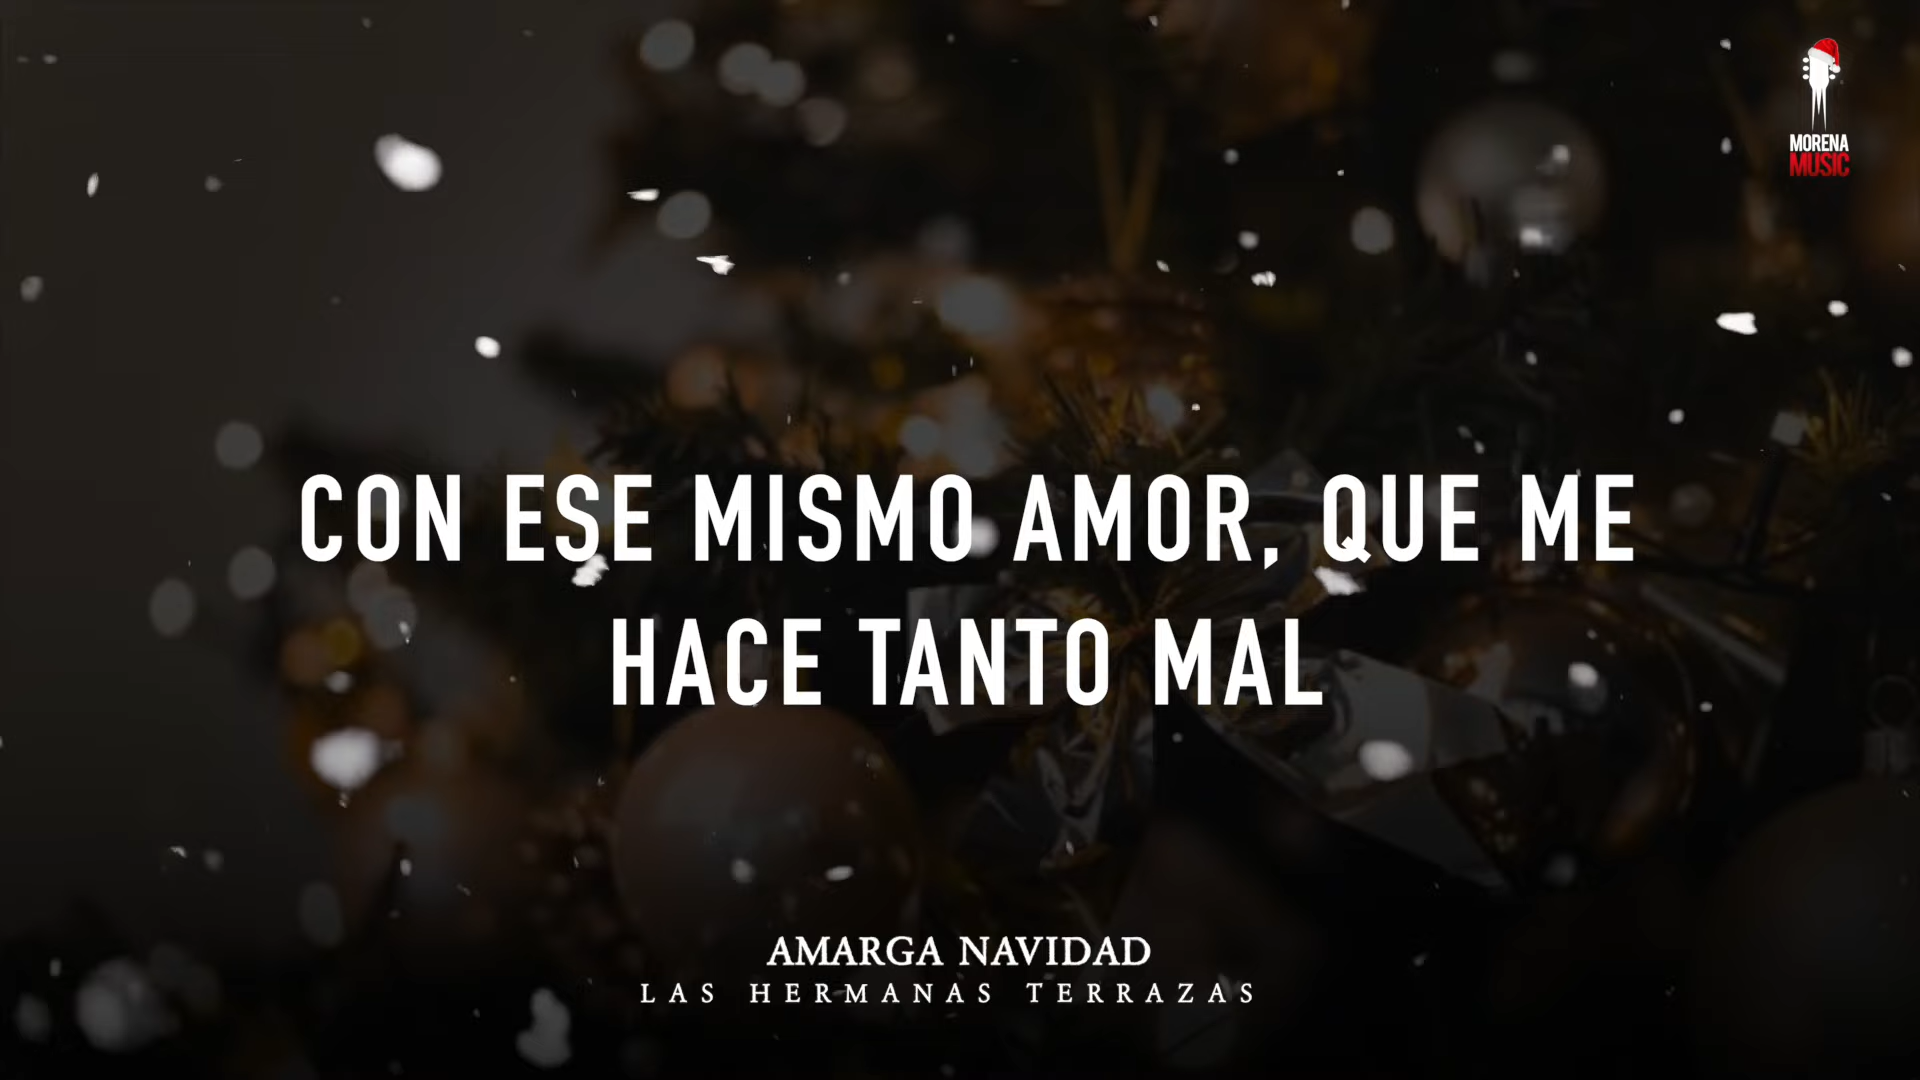 MORENA
MUSIC
CON ESE MISMO AMOR, QUE ME
HACE TANTO MAL
AMARGA NAVIDAD
LAS HERMANAS TERRAZAS